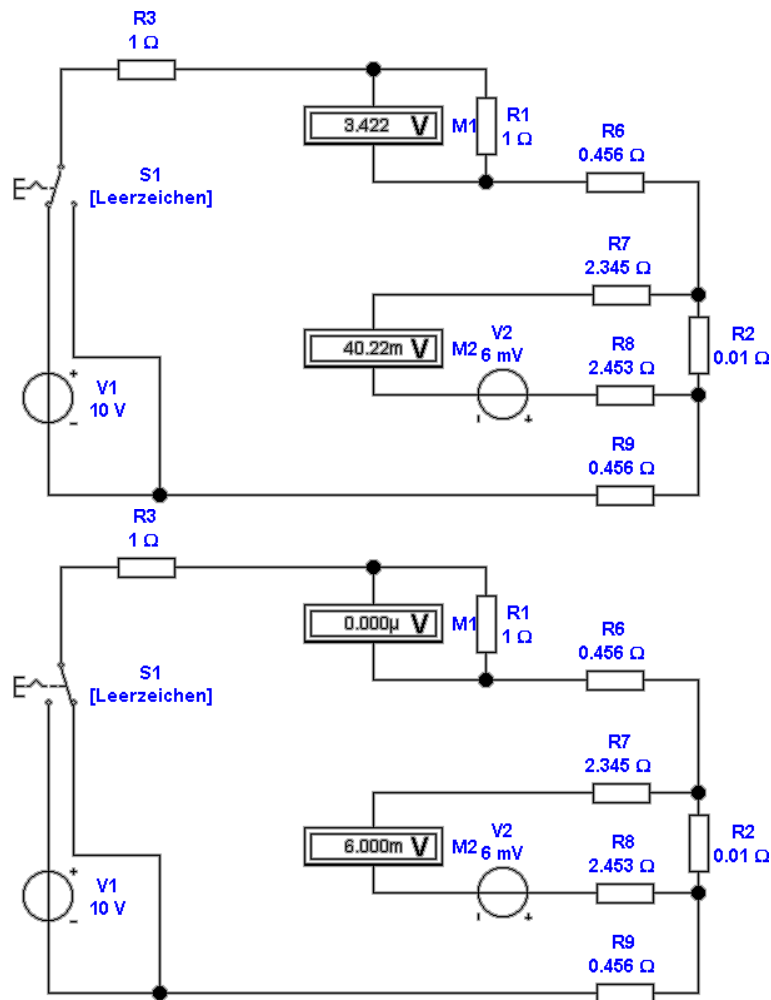 R3
1 Ω
3.422 V
M1
R1
1 Ω
R6
0.456 Ω
S1
[Leerzeichen]
R7
2.345 Ω
40.22m V
M2
V2
6 mV
R8
2.453 Ω
R2
0.01 Ω
V1
10 V
+
-
R9
0.456 Ω
R3
1 Ω
0.000µ V
M1
R1
1 Ω
R6
0.456 Ω
S1
[Leerzeichen]
R7
2.345 Ω
6.000m V
M2
V2
6 mV
R8
2.453 Ω
R2
0.01 Ω
V1
10 V
+
-
R9
0.456 Ω